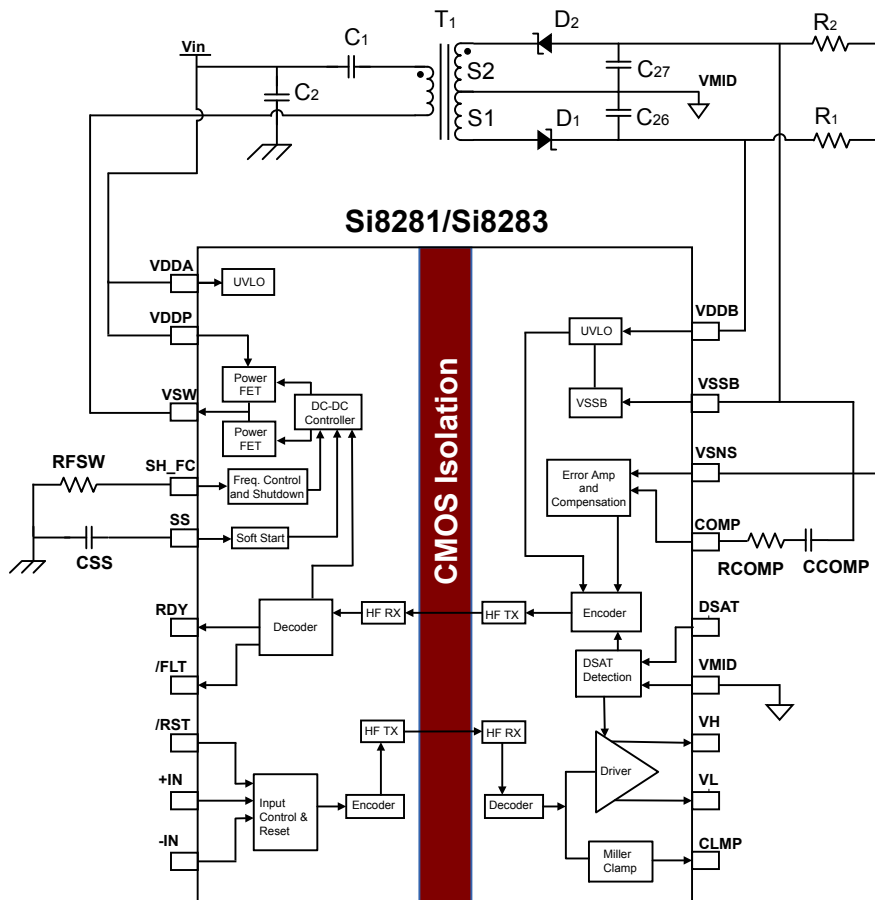 T1
D2
R2
Vin
C1
C2
S2
C27
VMID
S1
D1
C26
R1
Si8281/Si8283
VDDA
UVLO
VDDP
VDDB
UVLO
Power
FET
VSW
DC-DC
Controller
Power
FET
VSSB
VSSB
RFSW
SH_FC
Freq. Control
and Shutdown
VSNS
Error Amp
and
Compensation
SS
Soft Start
CSS
COMP
RCOMP
CCOMP
CMOS Isolation
RDY
Decoder
HF RX
HF TX
Encoder
DSAT
/FLT
DSAT
Detection
VMID
/RST
HF TX
HF RX
VH
+IN
Input
Control &
Reset
Encoder
Decoder
Driver
VL
-IN
Miller
Clamp
CLMP